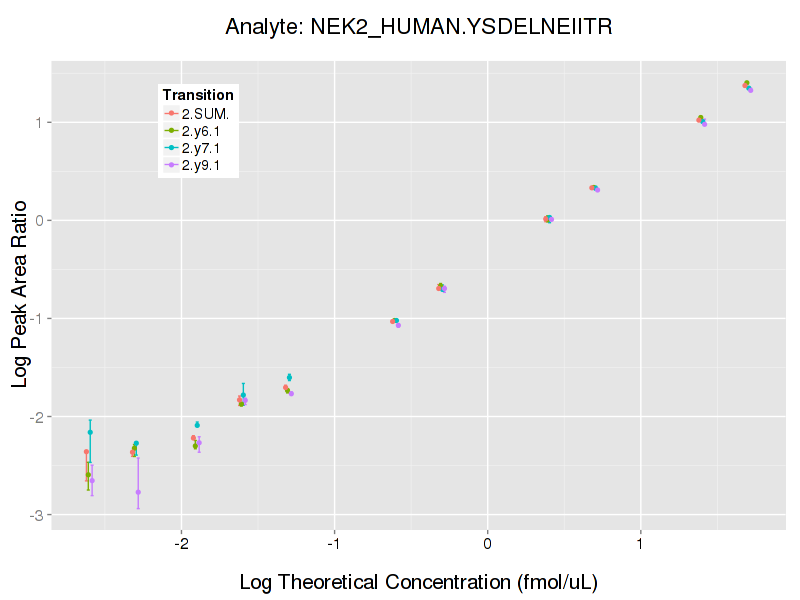 Analyte: NEK2_HUMAN.YSDELNEIITR
Transition
2.SUM.
2.y6.1
2.y7.1
2.y9.1
Log Peak Area Ratio
1
0
-1
-2
-3
-2
-1
0
1
Log Theoretical Concentration (fmol/uL)